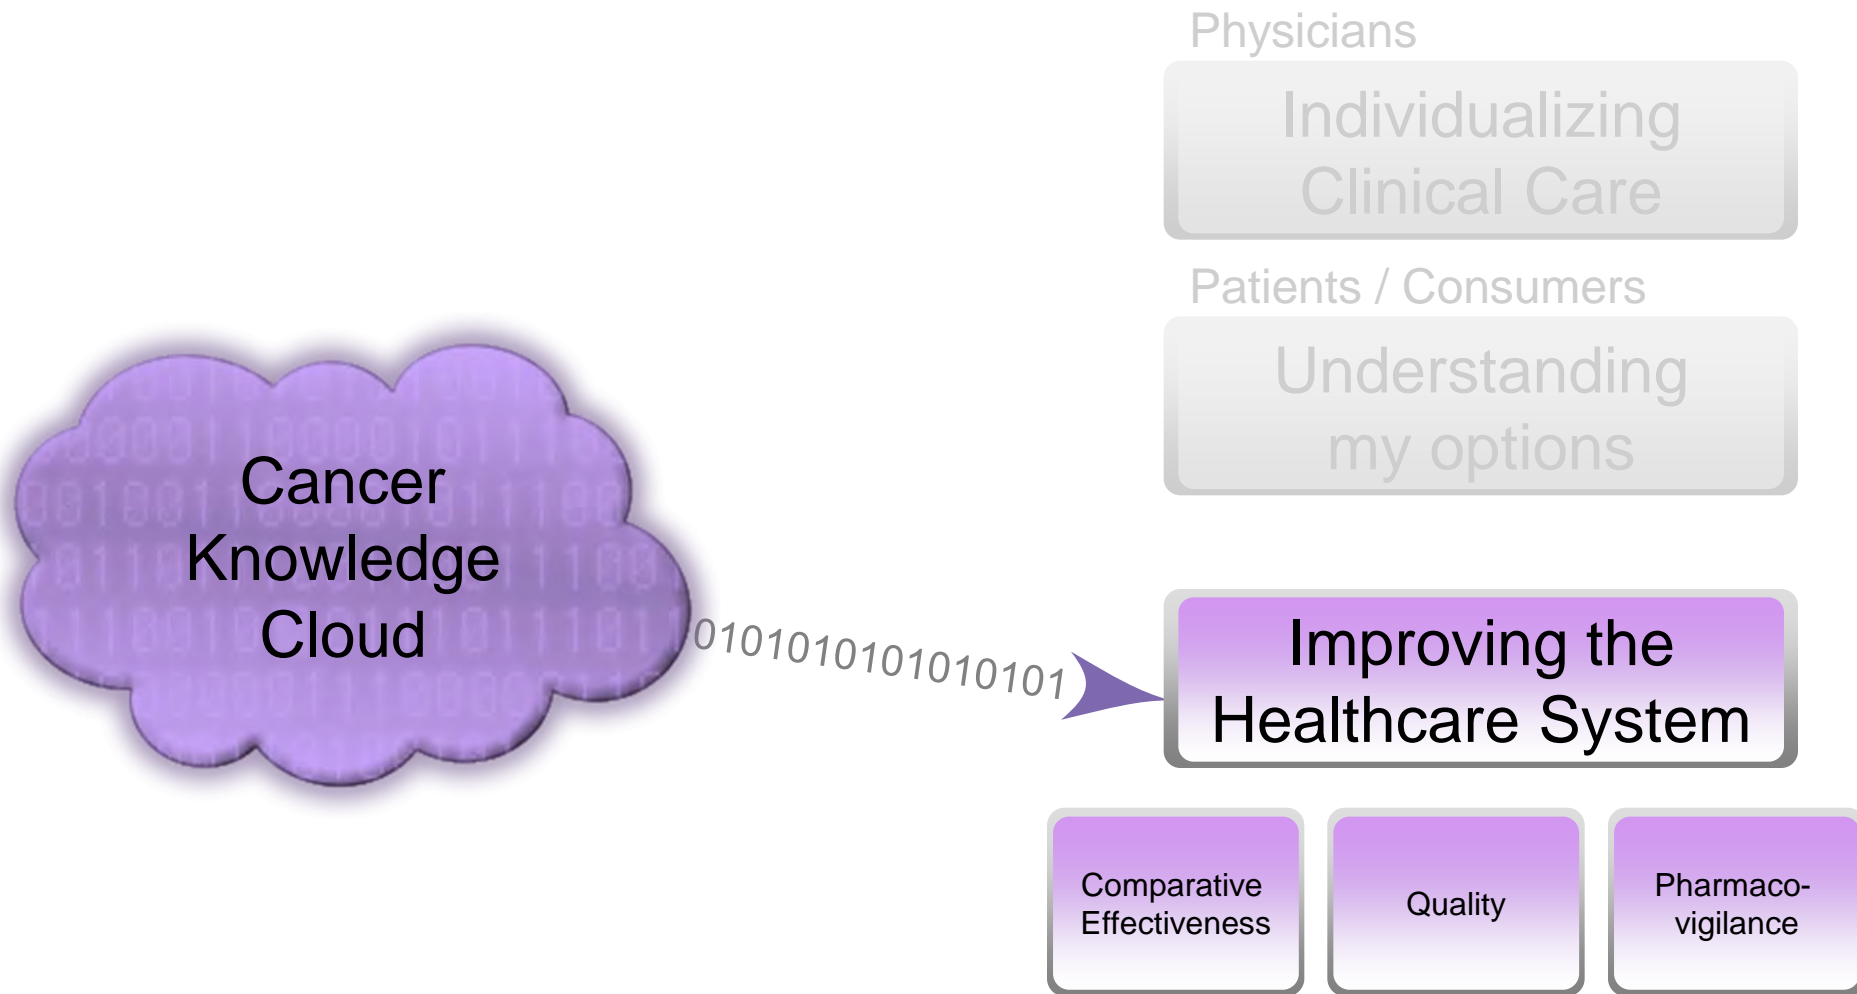 Physicians
Individualizing
Clinical Care
Patients / Consumers
Understanding
my options
Cancer
Knowledge
Cloud
0101010101010101
Improving the
Healthcare System
Comparative
Effectiveness
Quality
Pharmaco-
vigilance